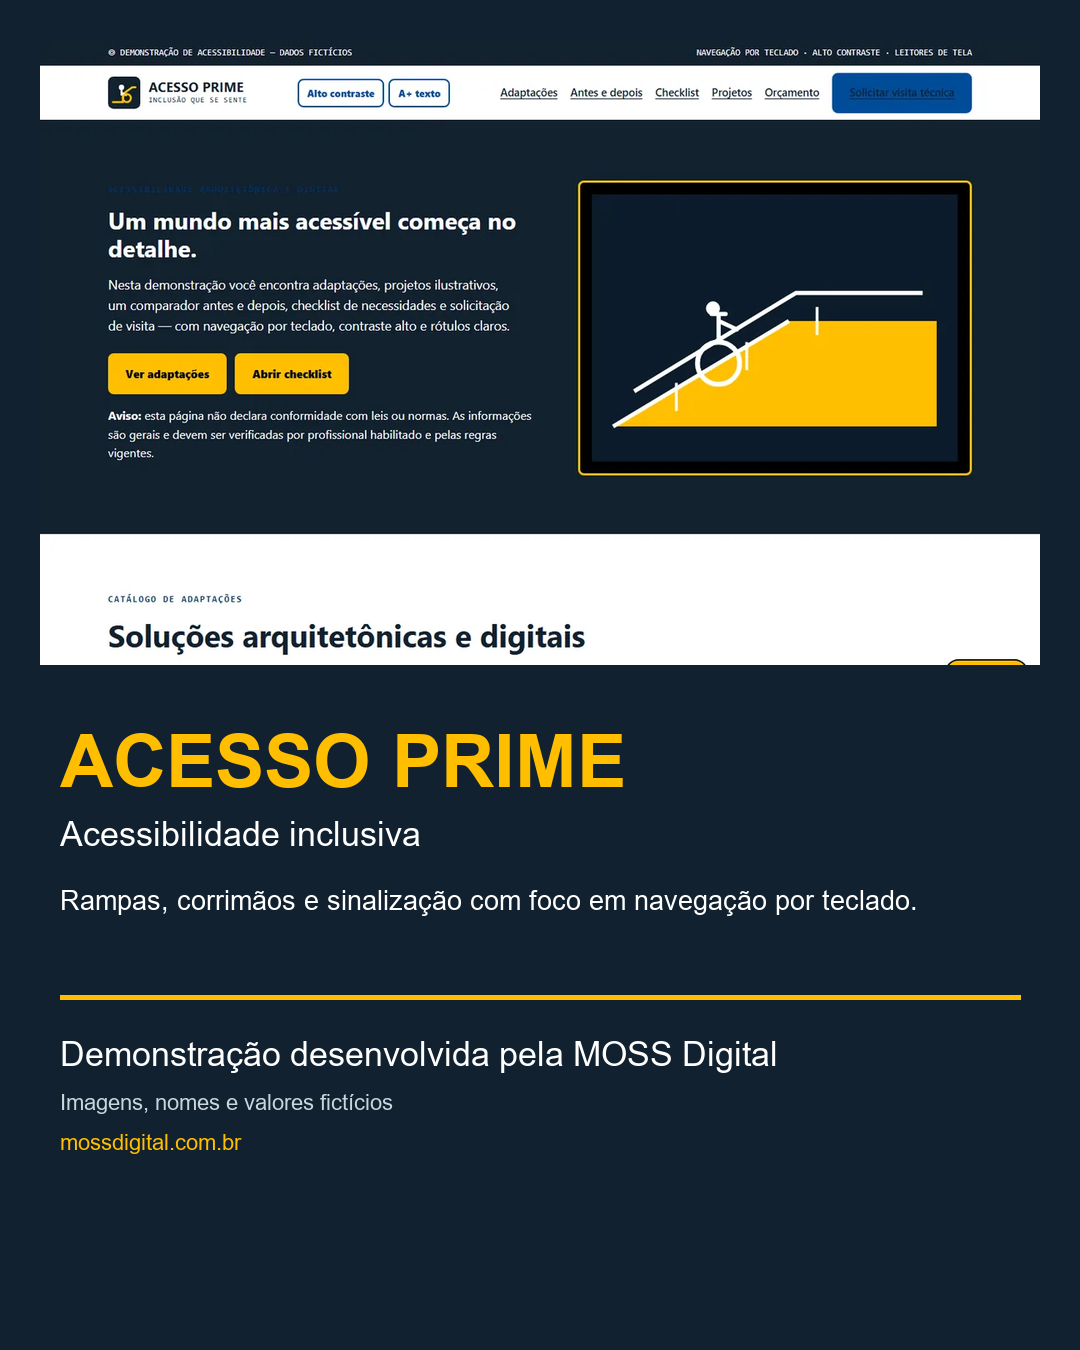 DEMONSTRAÇÃO DE ACESSIBILIDADE — DADOS FICTÍCIOS
NAVEGAÇÃO POR TECLADO · ALTO CONTRASTE · LEITORES DE TELA
ACESSO PRIME
INCLUSÃO QUE SE SENTE
Alto contraste
A+ texto
Adaptações
Antes e depois
Checklist
Projetos
Orçamento
Solicitar visita técnica
ACESSIBILIDADE ARQUITETÔNICA E DIGITAL
Um mundo mais acessível começa no
detalhe.
Nesta demonstração você encontra adaptações, projetos ilustrativos,
um comparador antes e depois, checklist de necessidades e solicitação
de visita — com navegação por teclado, contraste alto e rótulos claros.
Ver adaptações
Abrir checklist
Aviso: esta página não declara conformidade com leis ou normas. As informações
são gerais e devem ser verificadas por profissional habilitado e pelas regras
vigentes.
CATÁLOGO DE ADAPTAÇÕES
Soluções arquitetônicas e digitais
ACESSO PRIME
Acessibilidade inclusiva
Rampas, corrimãos e sinalização com foco em navegação por teclado.
Demonstração desenvolvida pela MOSS Digital
Imagens, nomes e valores fictícios
mossdigital.com.br